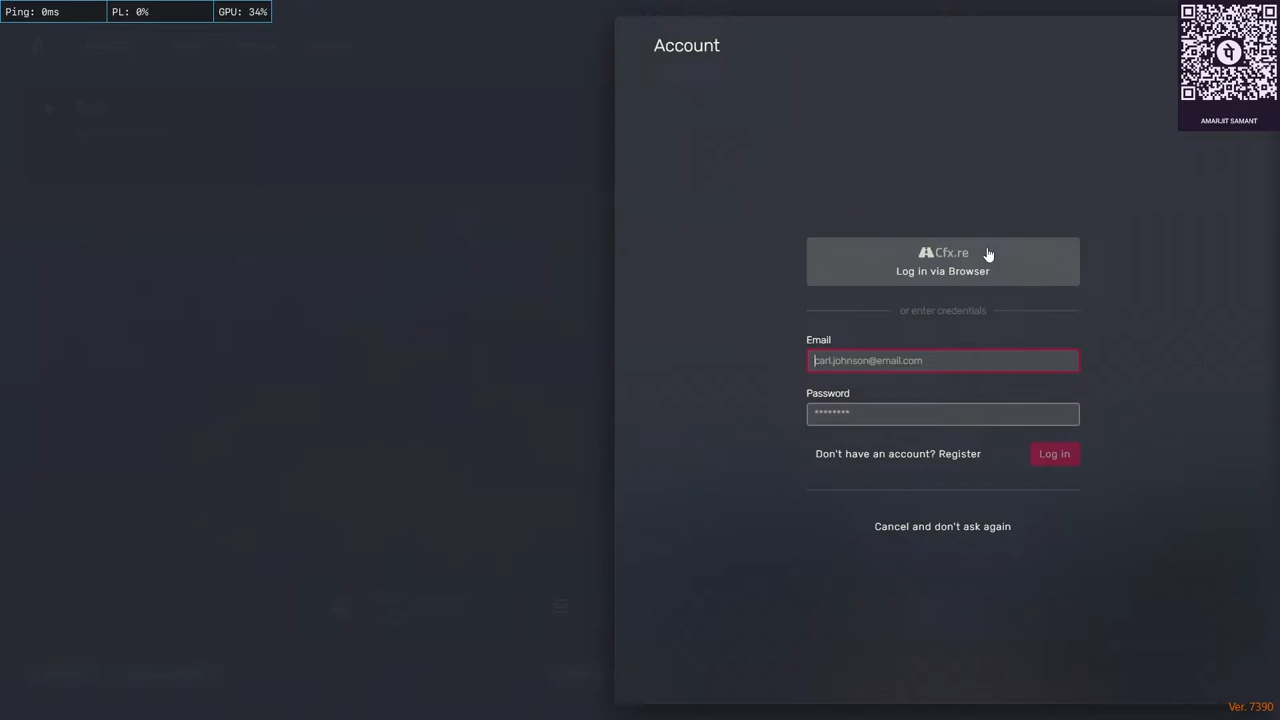 Ping: 0ms PL: 0% GPU: 34%
Account
पे
AMARJIT SAMANT
Cfx.re
Log in via Browser
or enter credentials
Email
carl.johnson@email.com
Password
********
Don't have an account? Register Log in
Cancel and don't ask again
Ver. 7390